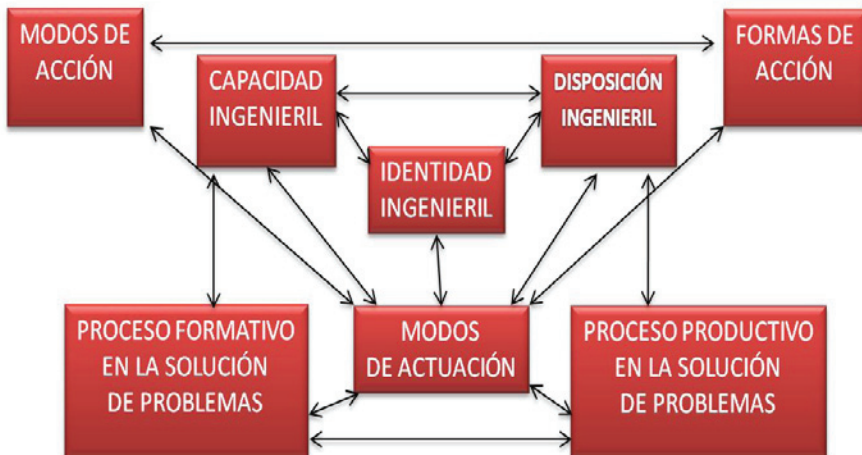 MODOS DE
ACCIÓN
FORMAS DE
ACCIÓN
CAPACIDAD
INGENIERIL
DISPOSICIÓN
INGENIERIL
IDENTIDAD
INGENIERIL
PROCESO FORMATIVO
EN LA SOLUCIÓN
DE PROBLEMAS
MODOS
DE ACTUACIÓN
PROCESO PRODUCTIVO
EN LA SOLUCIÓN
DE PROBLEMAS